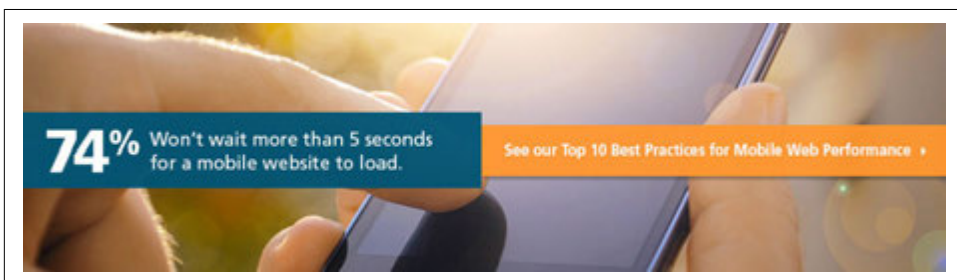 74% Won't wait more than 5 seconds
for a mobile website to load.
See our Top 10 Best Practices for Mobile Web Performance ›